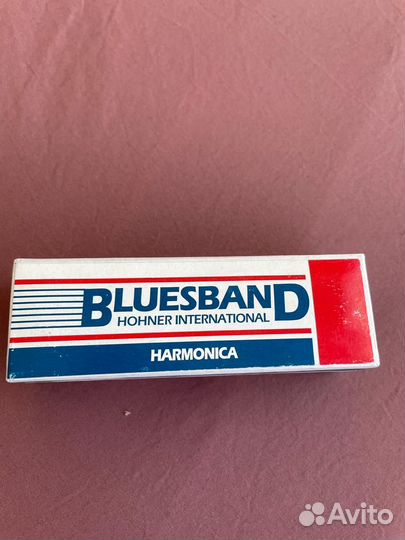 BLUESBAND
HOHNER INTERNATIONAL
HARMONICA
Avito